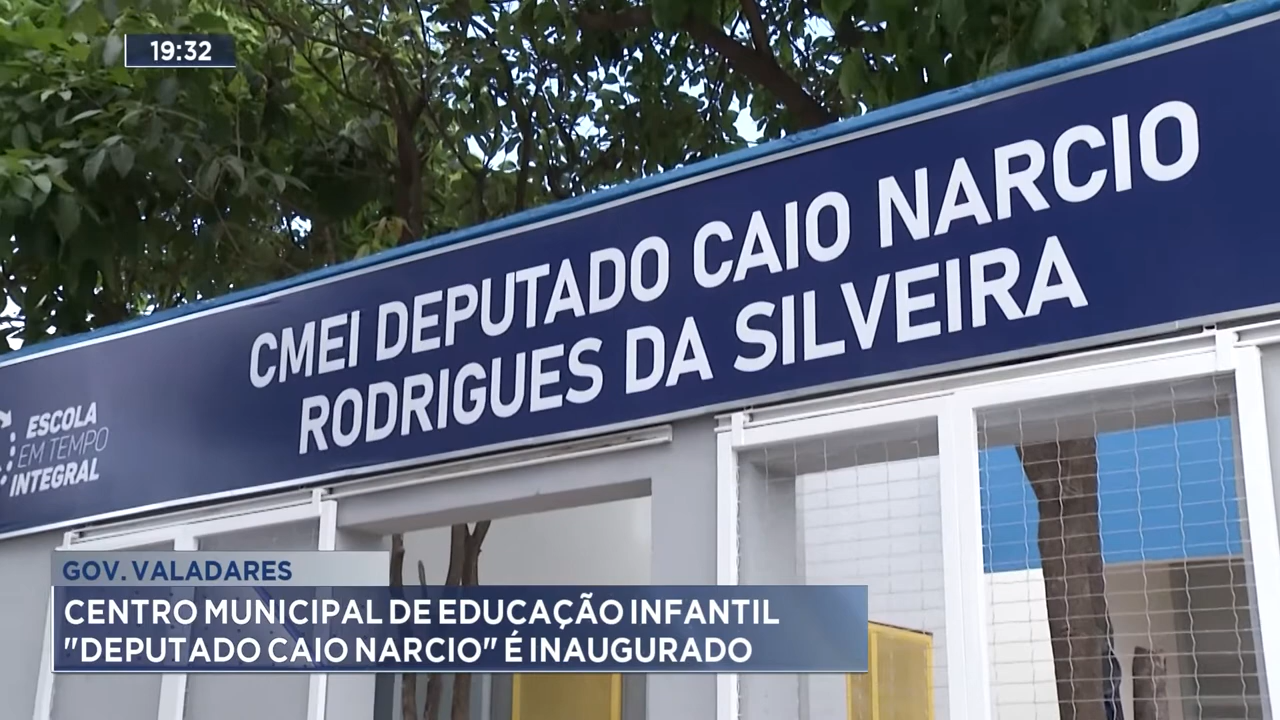 19:32
CMEI DEPUTADO CAIO NARCIO
RODRIGUES DA SILVEIRA
ESCOLA
EM TEMPO
INTEGRAL
GOV. VALADARES
CENTRO MUNICIPAL DE EDUCAÇÃO INFANTIL
"DEPUTADO CAIO NARCIO" É INAUGURADO